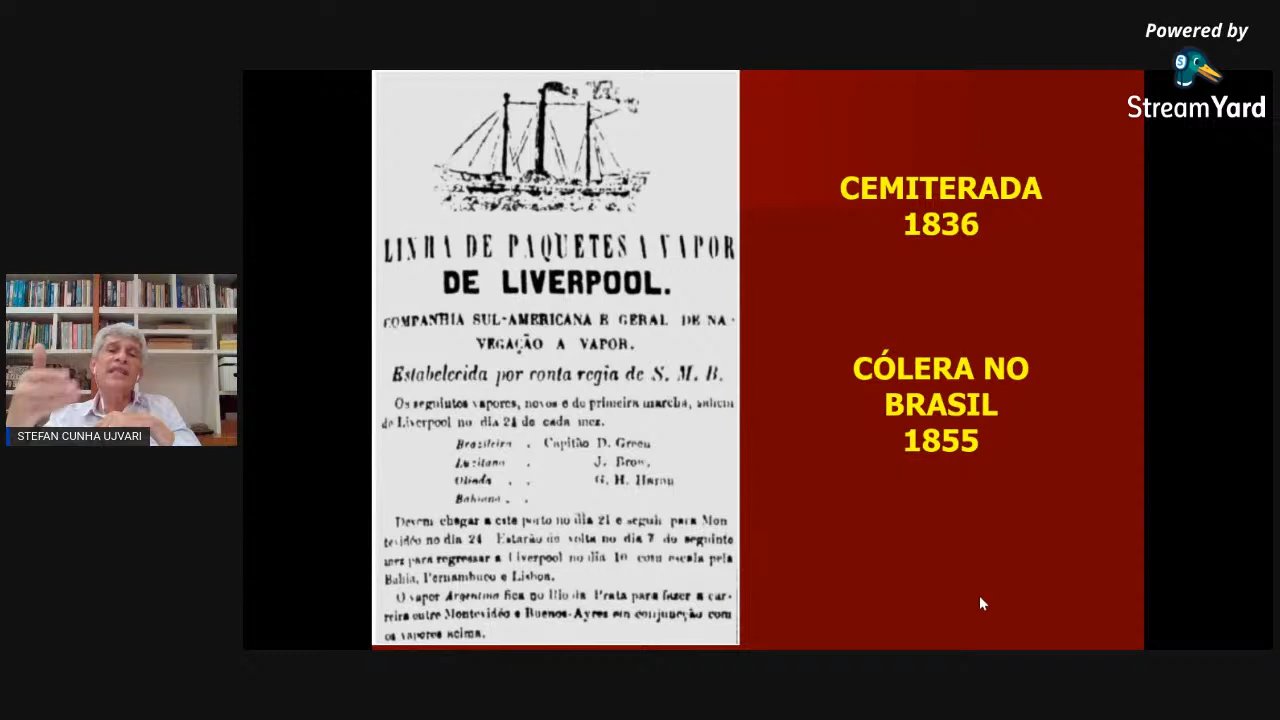 Powered by
StreamYard
LINHA DE PAQUETES A VAPOR
DE LIVERPOOL.
COMPANHIA SUL-AMERICANA E GERAL DE NA-
VEGAÇÃO A VAPOR.
Estabelecida por conta regia de S. M. B.
Os seguintes vapores, novos e de primeira marcha, sahem
de Liverpool no dia 24 de cada mez.
Brazileira . Capitão D. Green
Luzitana . J. Brow,
Olinda . . G. H.
Bahiana . .
Devem chegar a este porto no dia 21 e seguir para Mon
tevidéo no dia 24 Estarão de volta no dia 7 do seguinte
mez para regressar a Liverpool no dia 10 com escala pela
Bahia, Pernambuco e Lisboa.
O vapor Argentino fica no Rio da Prata para fazer a car-
reira entre Montevidéo e Buenos-Ayres em conjuncção com
os vapores acima.
CEMITERADA
1836
CÓLERA NO
BRASIL
1855
STEFAN CUNHA UJVARI